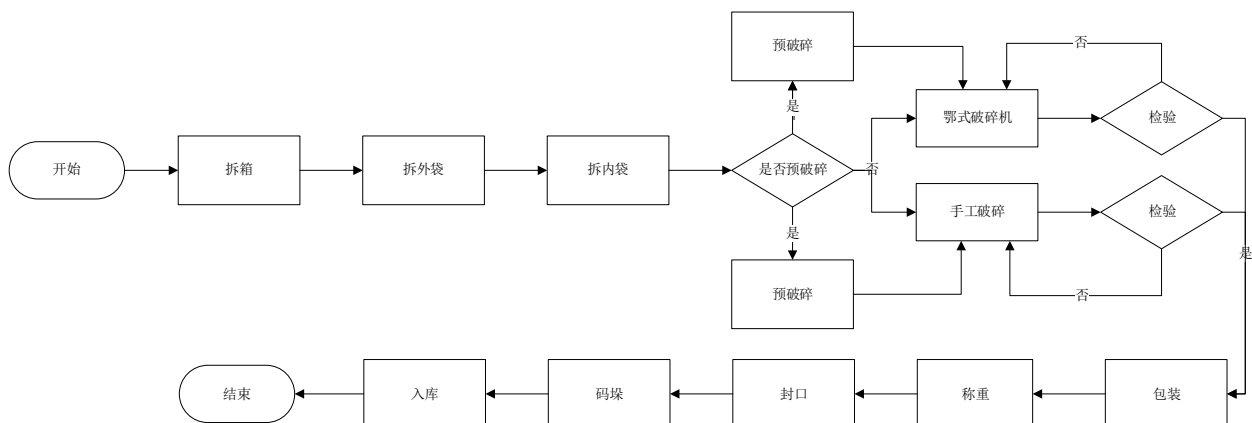 开始
拆箱
拆外袋
拆内袋
是否预破碎
是
预破碎
是
预破碎
否
鄂式破碎机
检验
否
手工破碎
检验
否
是
包装
称重
封口
码垛
入库
结束